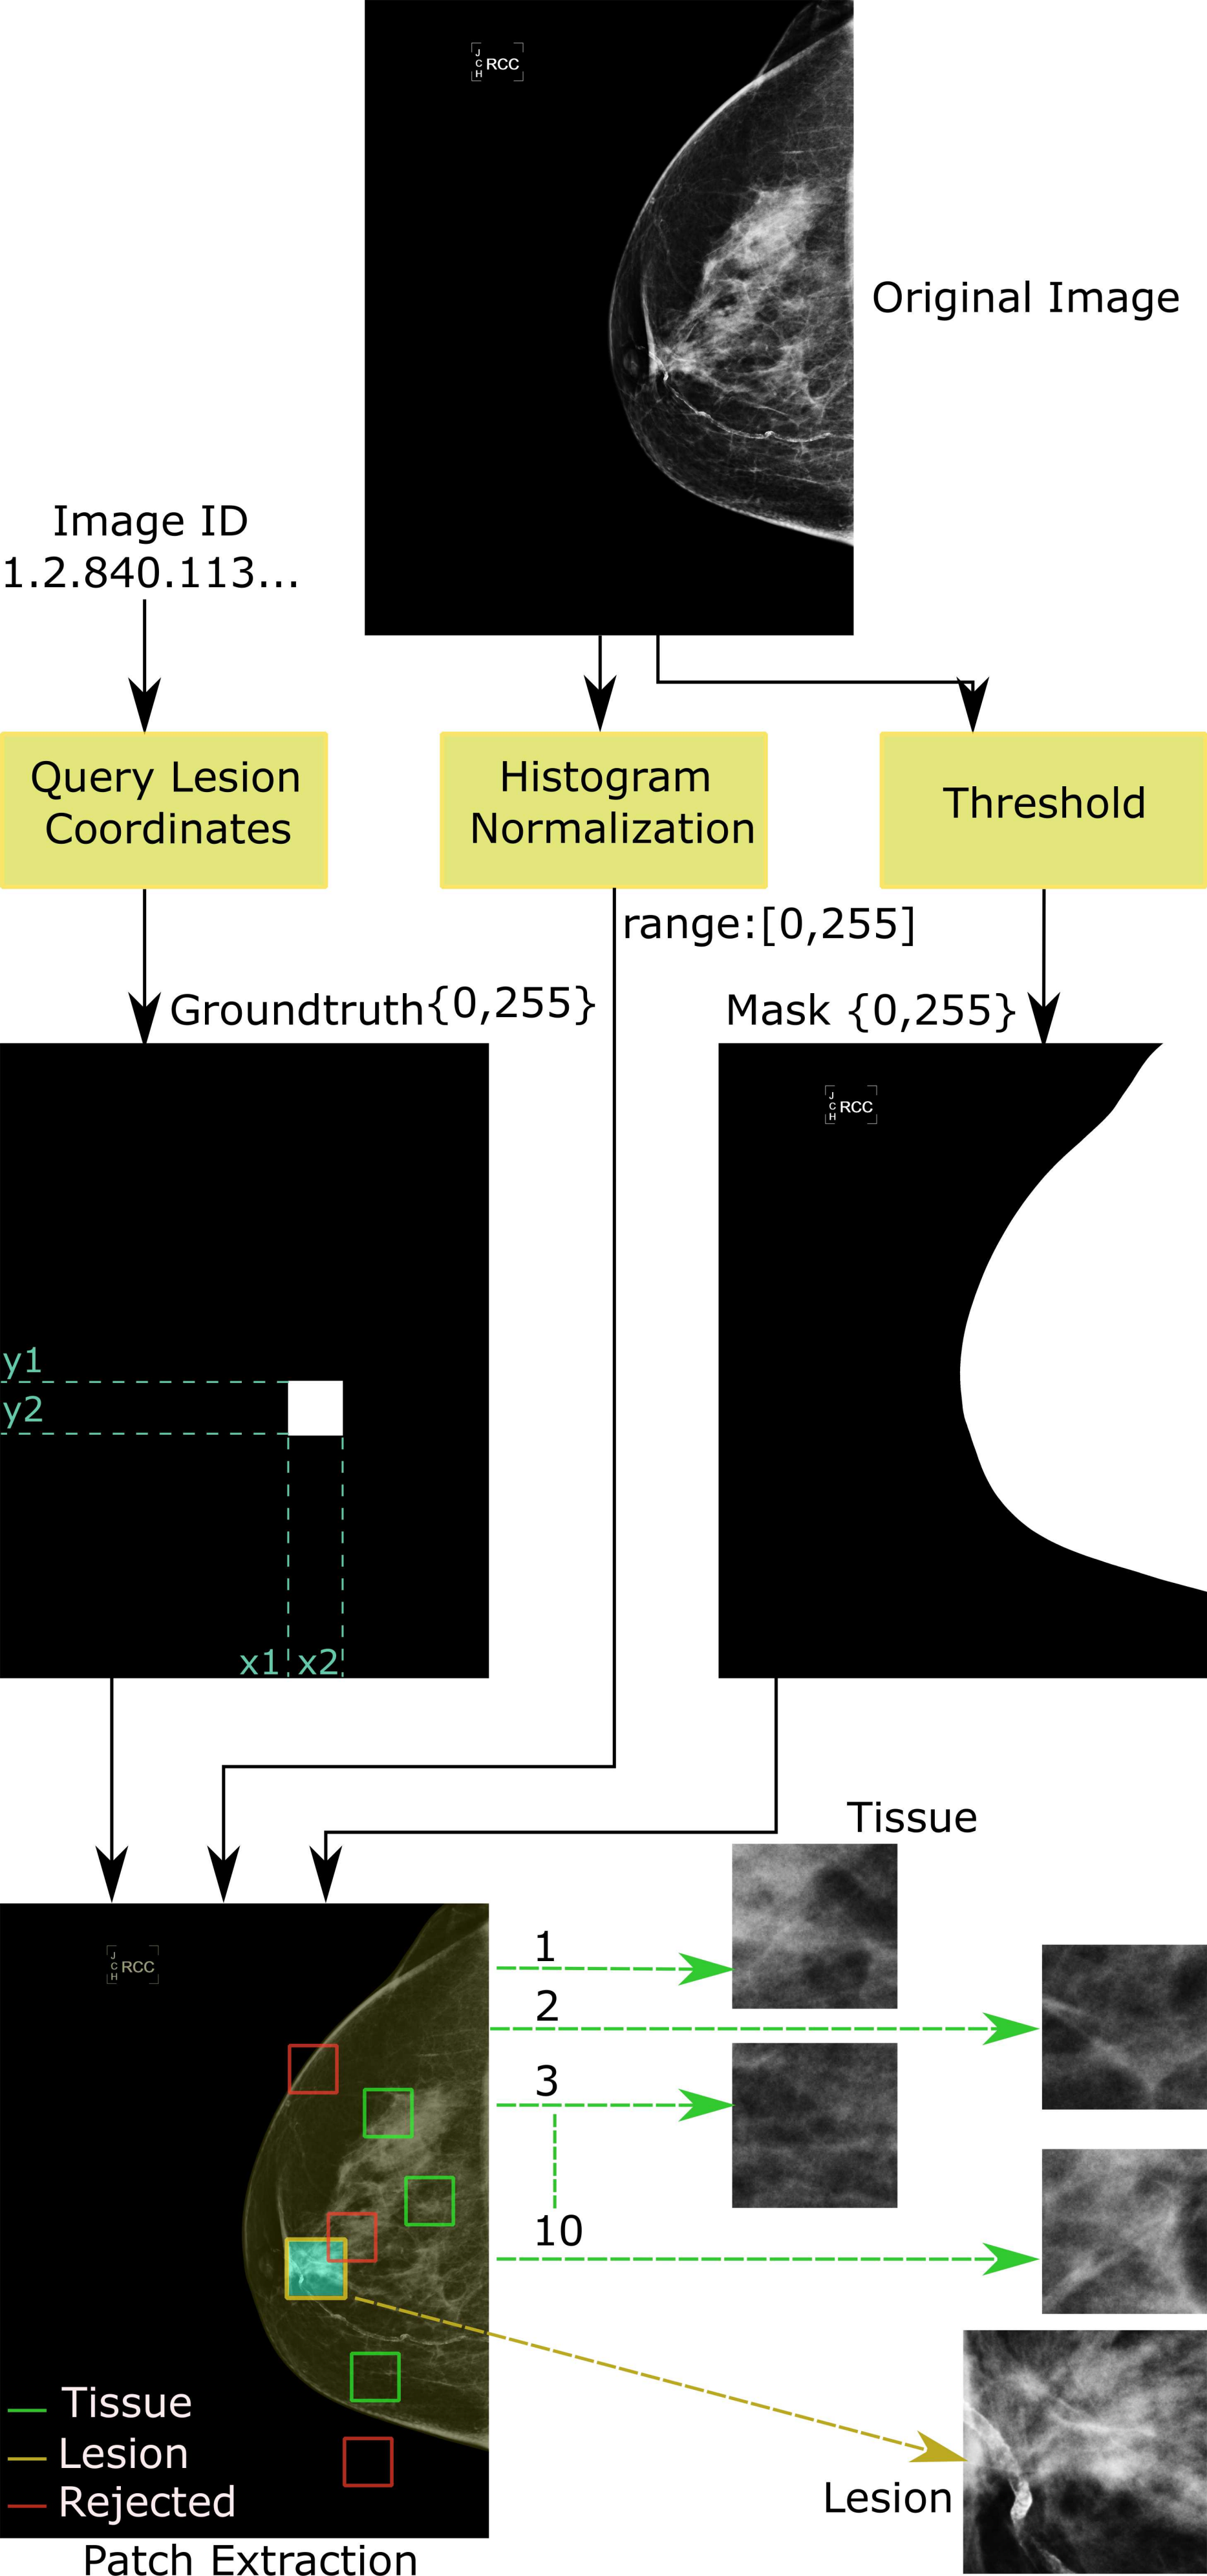 J
C
H
RCC
Original Image
Image ID
1.2.840.113...
Query Lesion
Coordinates
Histogram
Normalization
Threshold
range:[0,255]
Groundtruth{0,255}
Mask {0,255}
J
C
H
RCC
y1
y2
x1 x2
Tissue
J
C
H
RCC
1
2
3
10
Tissue
Lesion
Rejected
Lesion
Patch Extraction